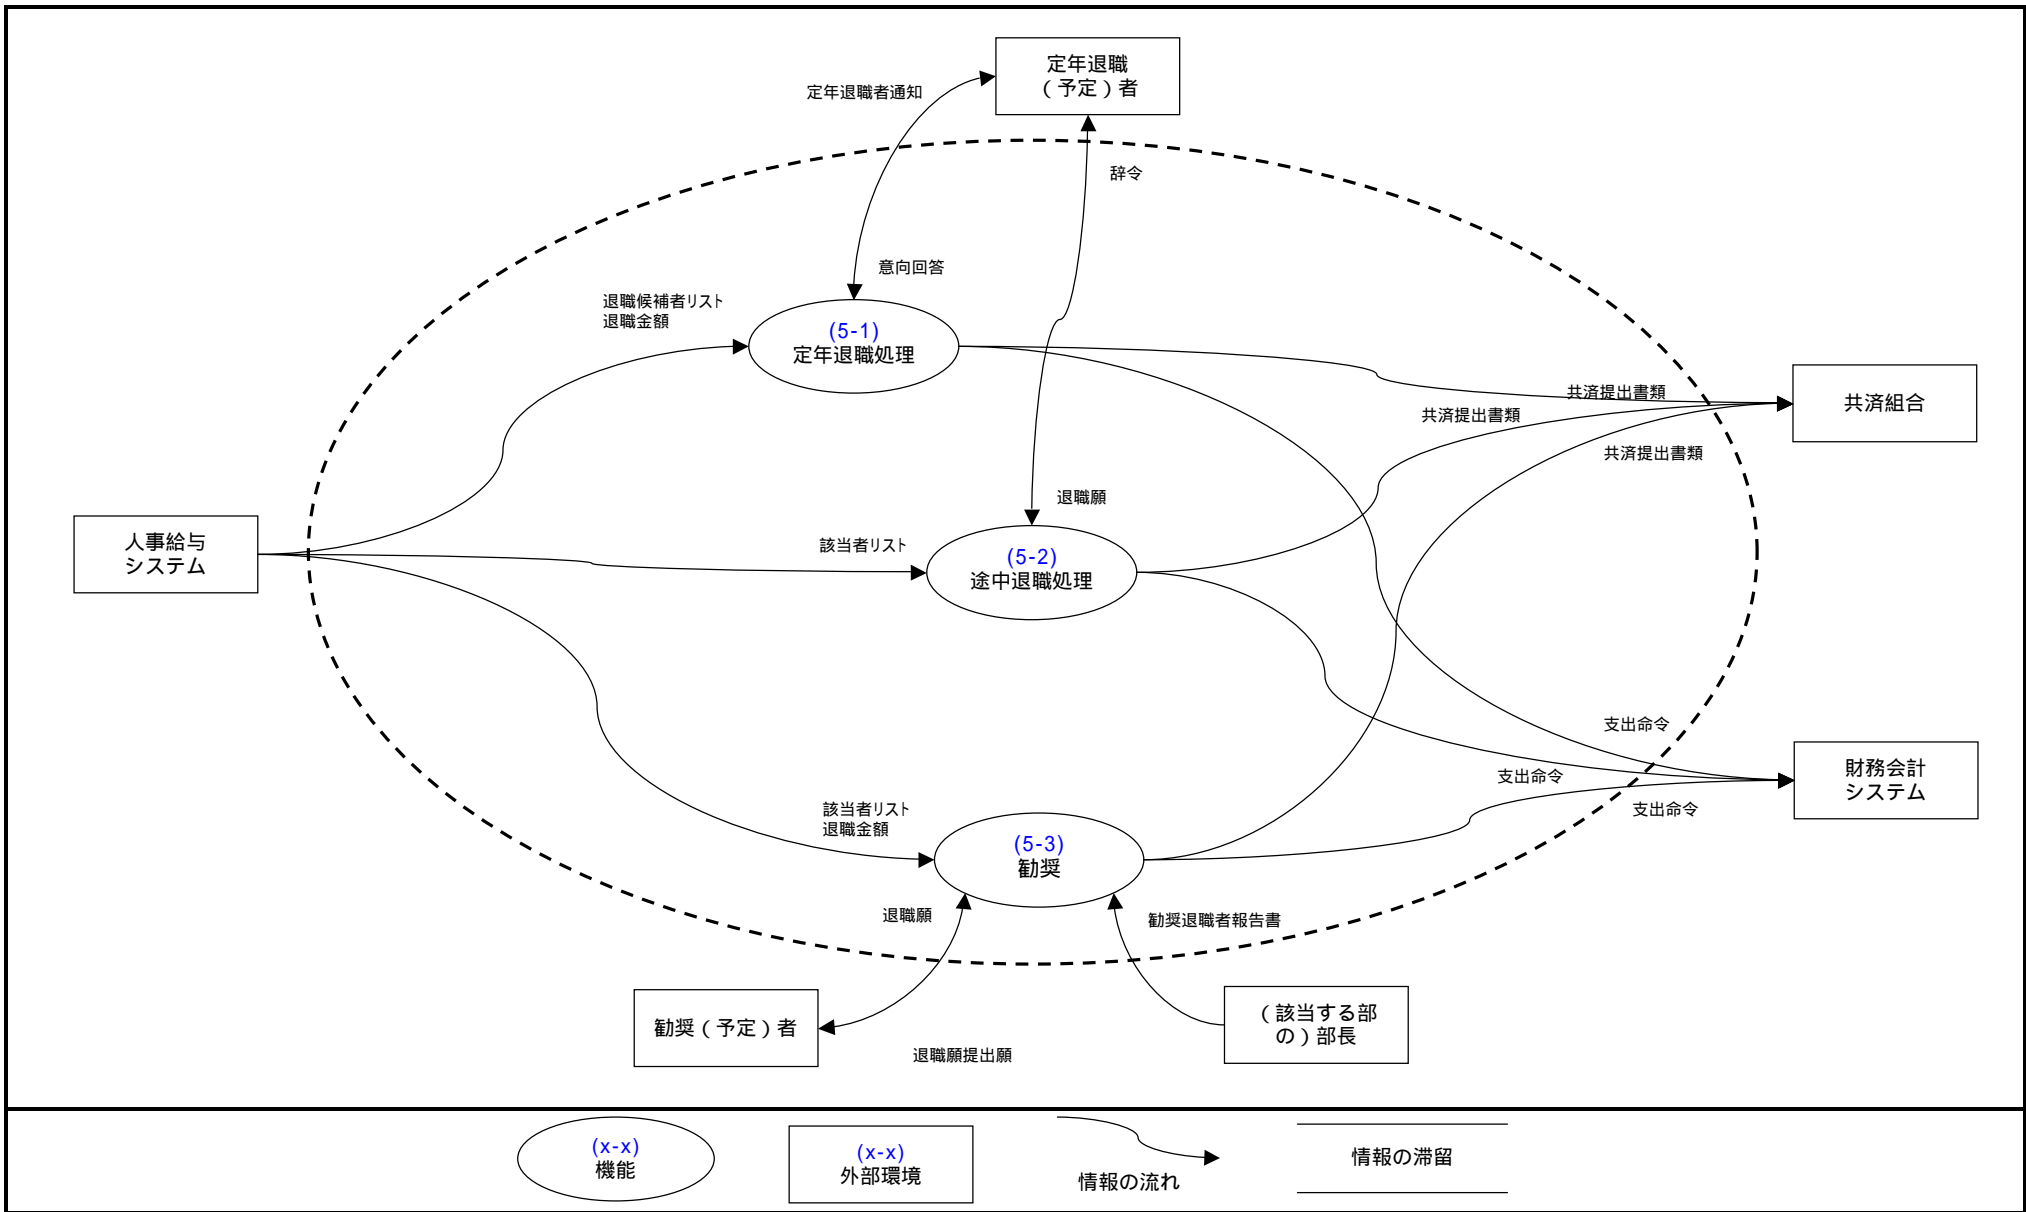 定年退職
(予定)者
定年退職者通知
辞令
意向回答
退職候補者リスト
退職金額
(5-1)
定年退職処理
共済提出書類
共済組合
共済提出書類
共済提出書類
退職願
人事給与
システム
該当者リスト
(5-2)
途中退職処理
支出命令
財務会計
システム
支出命令
支出命令
該当者リスト
退職金額
(5-3)
勧奨
退職願
勧奨退職者報告書
勧奨(予定)者
(該当する部
の)部長
退職願提出願
(x-x)
機能
(x-x)
外部環境
情報の流れ
情報の滞留